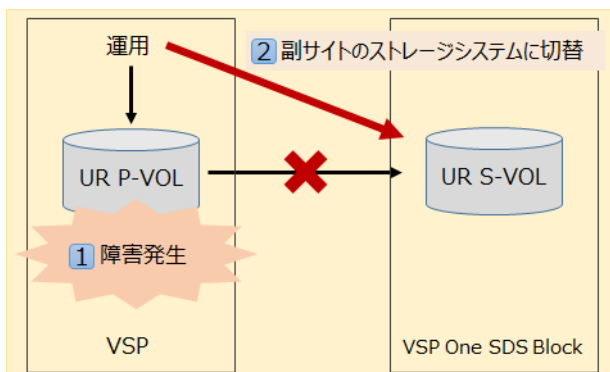 運用
2 副サイトのストレージシステムに切替
UR P-VOL
UR S-VOL
1 障害発生
VSP
VSP One SDS Block